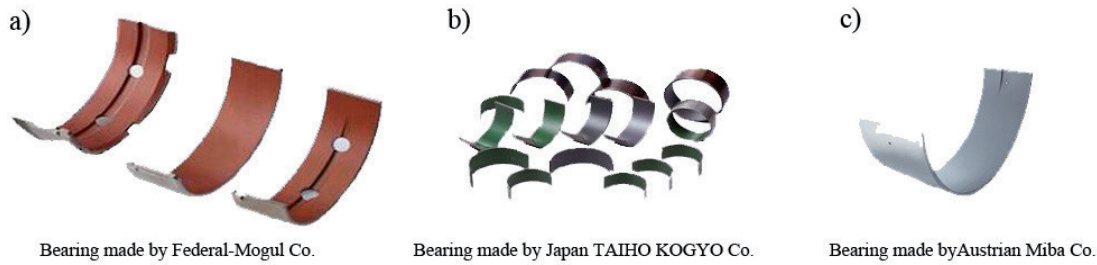 a)
b)
c)
Bearing made by Federal-Mogul Co.
Bearing made by Japan TAIHO KOGYO Co.
Bearing made byAustrian Miba Co.